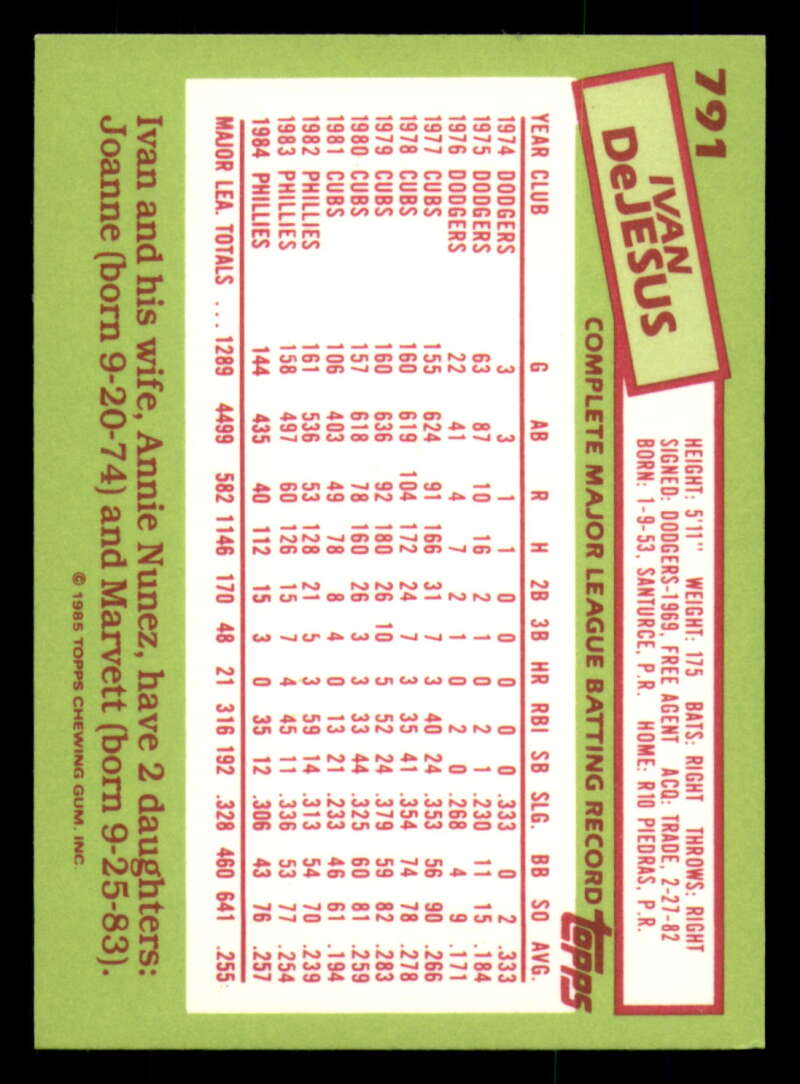 791
IVAN
DeJESUS
HEIGHT: 5'11" WEIGHT: 175 BATS: RIGHT THROWS: RIGHT
SIGNED: DODGERS-1969, FREE AGENT ACQ: TRADE, 2-27-82
BORN: 1-9-53, SANTURCE, P.R. HOME: RIO PIEDRAS, P.R.
COMPLETE MAJOR LEAGUE BATTING RECORD topps
YEAR CLUB G AB R H 2B 3B HR RBI SB SLG. BB SO AVG.
1974 DODGERS 3 3 1 1 0 0 0 0 0 .333 0 2 .333
1975 DODGERS 63 87 10 16 2 1 0 2 1 .230 11 15 .184
1976 DODGERS 22 41 4 7 2 1 0 2 0 .268 4 9 .171
1977 CUBS 155 624 91 166 31 7 3 40 24 .353 56 90 .266
1978 CUBS 160 619 104 172 24 7 3 35 41 .354 74 78 .278
1979 CUBS 160 636 92 180 26 10 5 52 24 .379 59 82 .283
1980 CUBS 157 618 78 160 26 3 3 33 44 .325 60 81 .259
1981 CUBS 106 403 49 78 8 4 0 13 21 .233 46 61 .194
1982 PHILLIES 161 536 53 128 21 5 3 59 14 .313 54 70 .239
1983 PHILLIES 158 497 60 126 15 7 4 45 11 .336 53 77 .254
1984 PHILLIES 144 435 40 112 15 3 0 35 12 .306 43 76 .257
MAJOR LEA. TOTALS .... 1289 4499 582 1146 170 48 21 316 192 .328 460 641 .255
Ivan and his wife, Annie Nunez, have 2 daughters:
Joanne (born 9-20-74) and Marvett (born 9-25-83).
© 1985 TOPPS CHEWING GUM, INC.